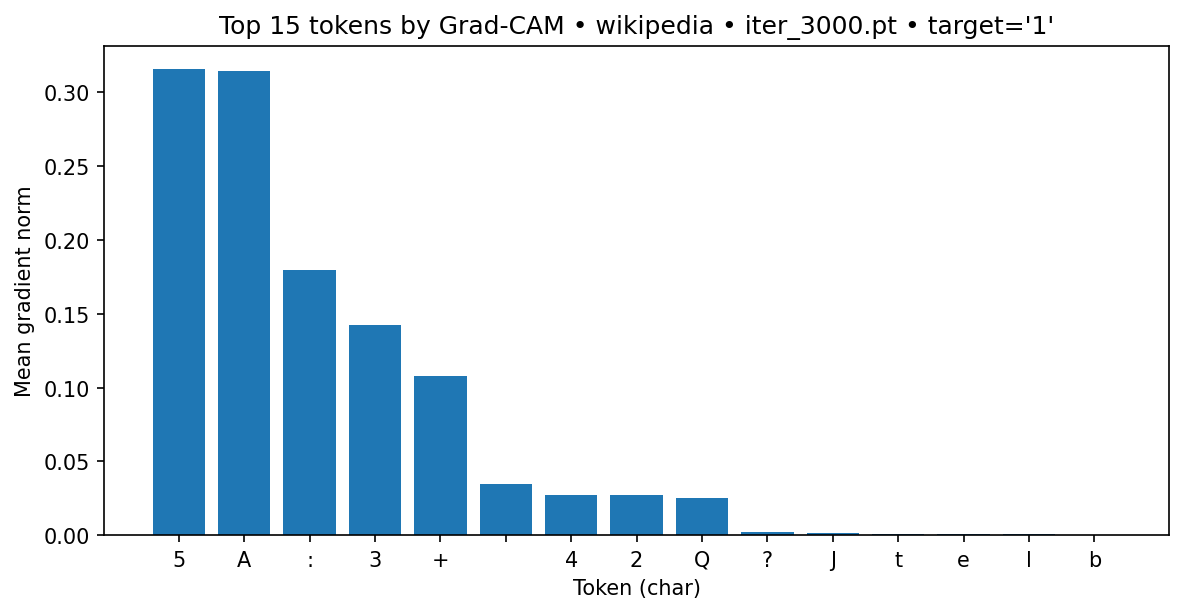 Top 15 tokens by Grad-CAM • wikipedia • iter_3000.pt • target='1'
Mean gradient norm
0.30
0.25
0.20
0.15
0.10
0.05
0.00
5 A : 3 + 4 2 Q ? J t e l b
Token (char)